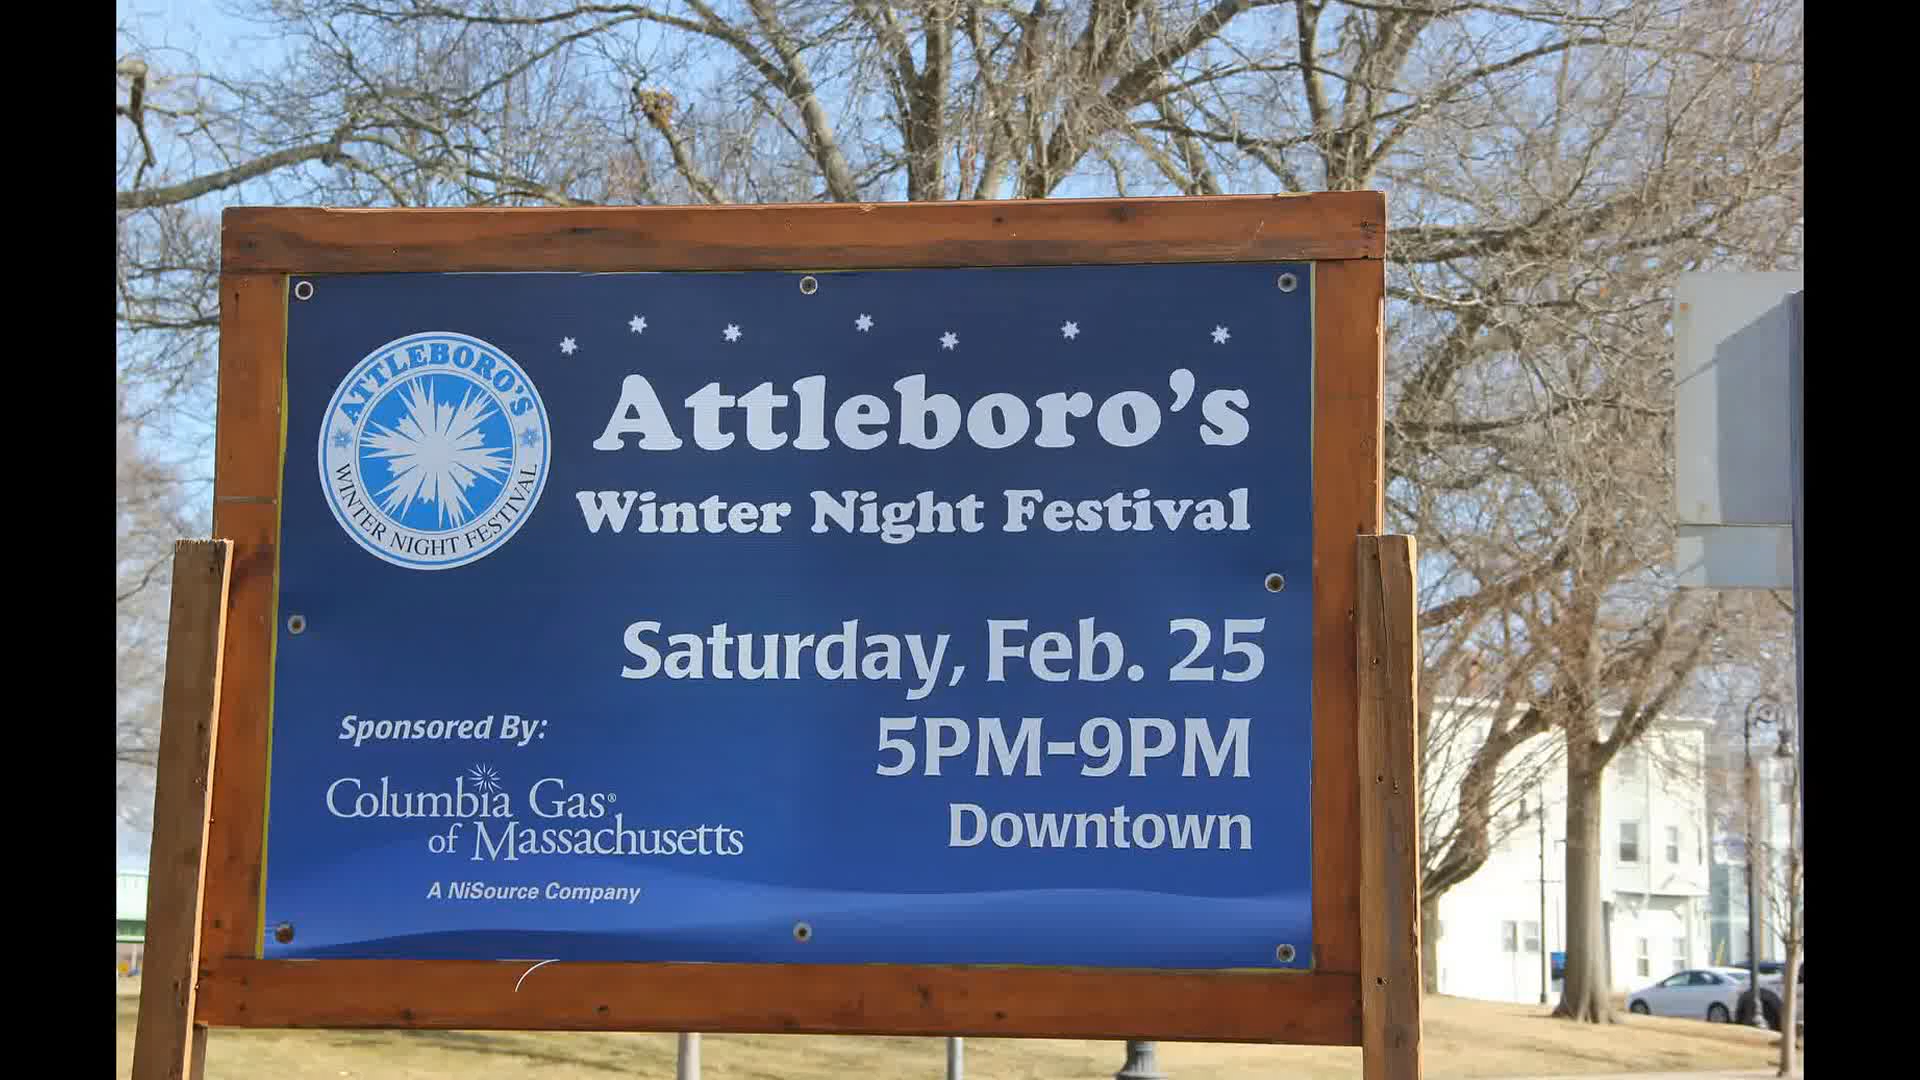 ATTLEBORO'S
WINTER NIGHT FESTIVAL
Attleboro's
Winter Night Festival
Saturday, Feb. 25
5PM-9PM
Downtown
Sponsored By:
Columbia Gas®
of Massachusetts
A NiSource Company